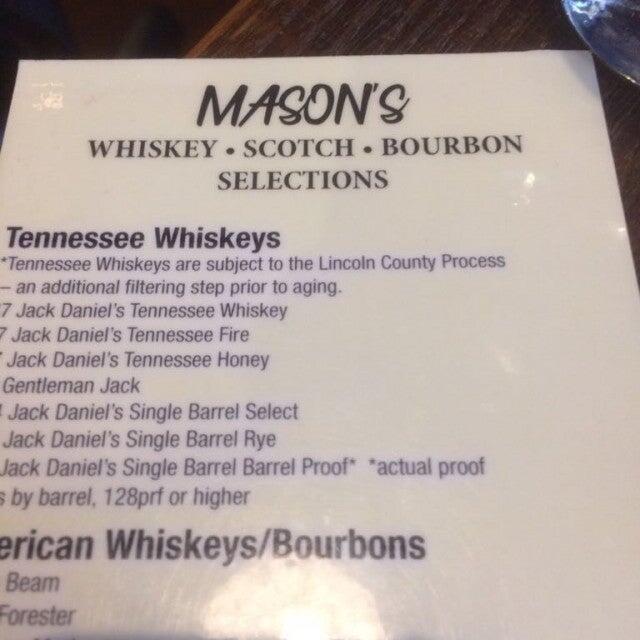 MASON'S
WHISKEY • SCOTCH • BOURBON
SELECTIONS
Tennessee Whiskeys
*Tennessee Whiskeys are subject to the Lincoln County Process
– an additional filtering step prior to aging.
7 Jack Daniel's Tennessee Whiskey
7 Jack Daniel's Tennessee Fire
Jack Daniel's Tennessee Honey
Gentleman Jack
Jack Daniel's Single Barrel Select
Jack Daniel's Single Barrel Rye
Jack Daniel's Single Barrel Barrel Proof* *actual proof
s by barrel, 128prf or higher
erican Whiskeys/Bourbons
Beam
Forester